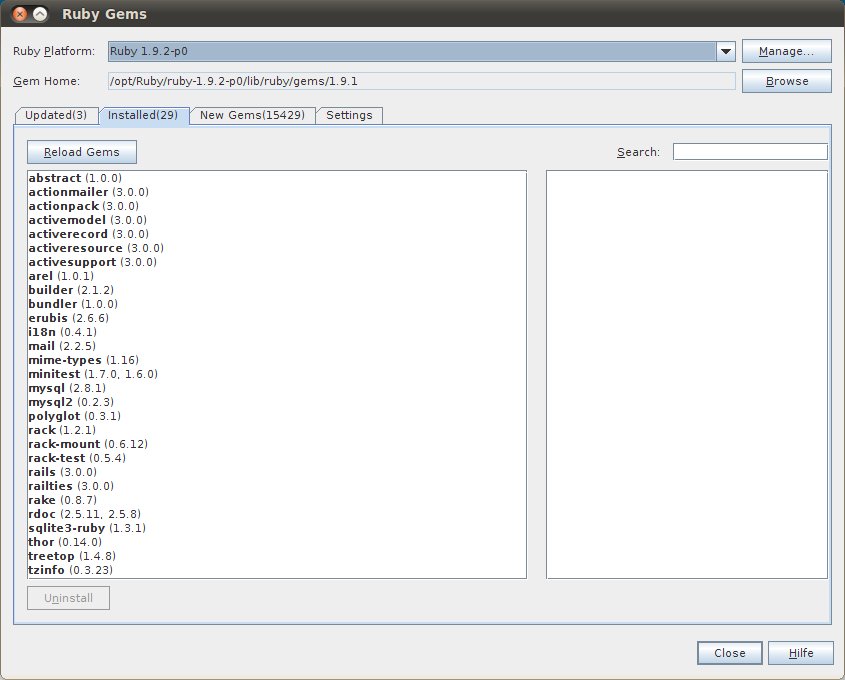 Ruby Gems
Ruby Platform: Ruby 1.9.2-p0 Manage...
Gem Home: /opt/Ruby/ruby-1.9.2-p0/lib/ruby/gems/1.9.1 Browse
Updated(3) Installed(29) New Gems(15429) Settings
Reload Gems Search:
abstract (1.0.0)
actionmailer (3.0.0)
actionpack (3.0.0)
activemodel (3.0.0)
activerecord (3.0.0)
activeresource (3.0.0)
activesupport (3.0.0)
arel (1.0.1)
builder (2.1.2)
bundler (1.0.0)
erubis (2.6.6)
i18n (0.4.1)
mail (2.2.5)
mime-types (1.16)
minitest (1.7.0, 1.6.0)
mysql (2.8.1)
mysql2 (0.2.3)
polyglot (0.3.1)
rack (1.2.1)
rack-mount (0.6.12)
rack-test (0.5.4)
rails (3.0.0)
railties (3.0.0)
rake (0.8.7)
rdoc (2.5.11, 2.5.8)
sqlite3-ruby (1.3.1)
thor (0.14.0)
treetop (1.4.8)
tzinfo (0.3.23)
Uninstall
Close Hilfe